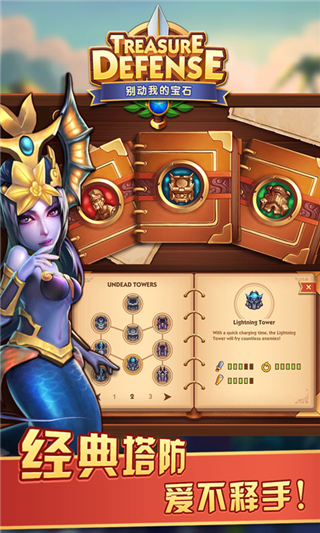 TREASURE
DEFENSE
别动我的宝石
UNDEAD TOWERS
1 2 3
Lightning Tower
With a quick charging time, the Lightning
Tower will fry countless enemies!
经典塔防
爱不释手！